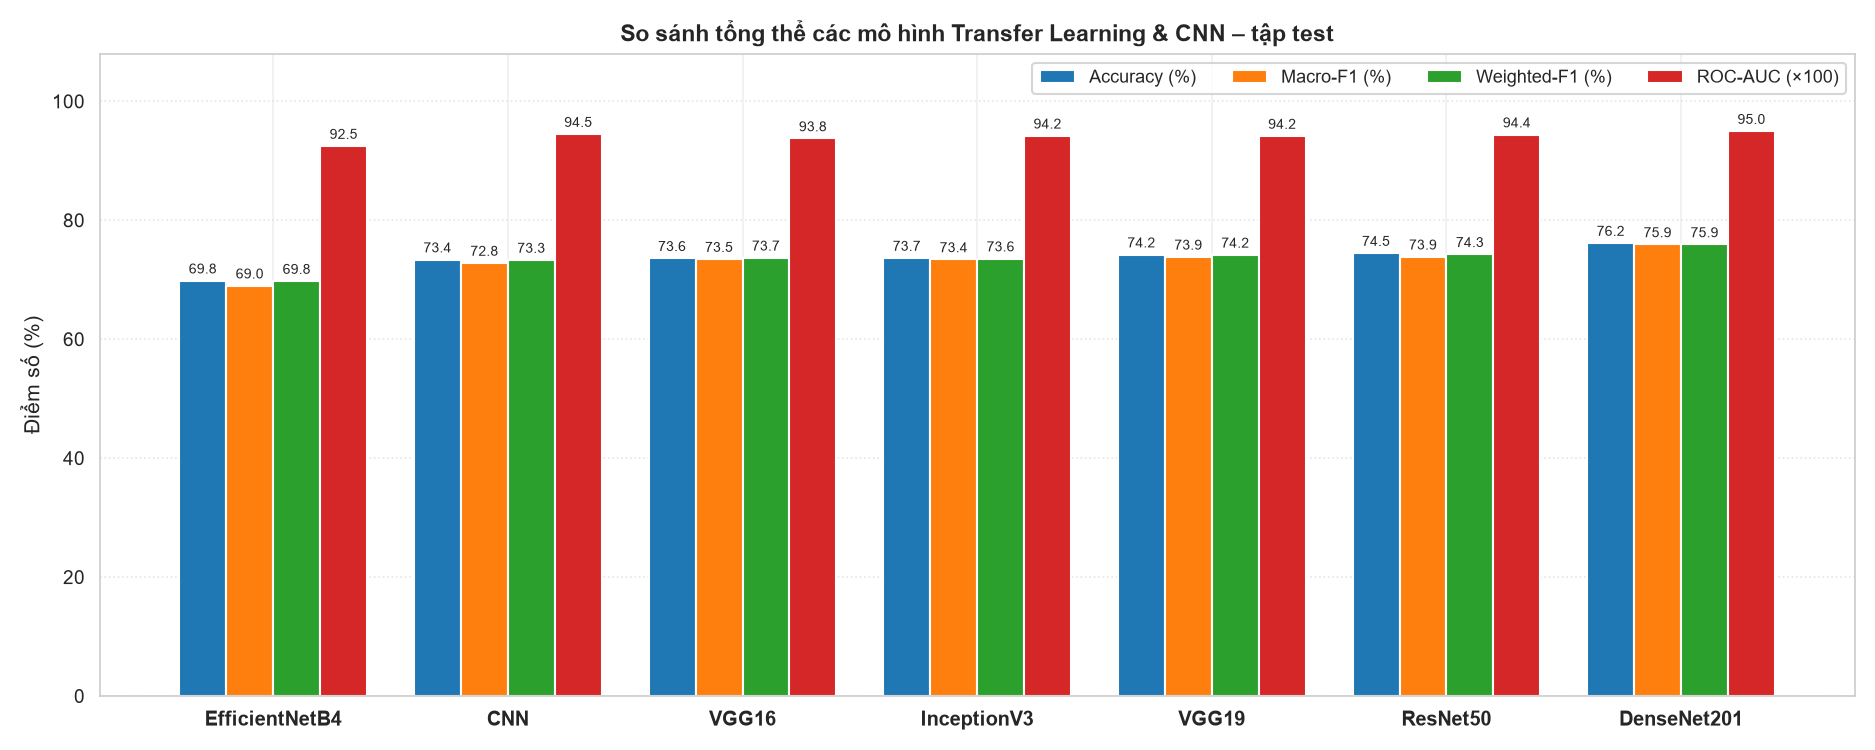 So sánh tổng thể các mô hình Transfer Learning & CNN – tập test
Accuracy (%) Macro-F1 (%) Weighted-F1 (%) ROC-AUC (×100)
Điểm số (%)
100
80
60
40
20
0
69.8 69.0 69.8 92.5
73.4 72.8 73.3 94.5
73.6 73.5 73.7 93.8
73.7 73.4 73.6 94.2
74.2 73.9 74.2 94.2
74.5 73.9 74.3 94.4
76.2 75.9 75.9 95.0
EfficientNetB4 CNN VGG16 InceptionV3 VGG19 ResNet50 DenseNet201